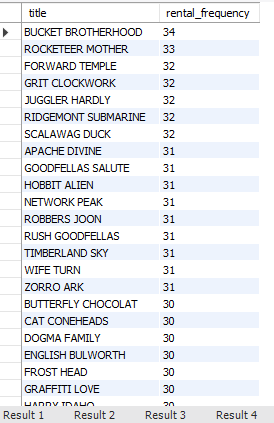 title rental_frequency
BUCKET BROTHERHOOD 34
ROCKETEER MOTHER 33
FORWARD TEMPLE 32
GRIT CLOCKWORK 32
JUGGLER HARDLY 32
RIDGEMONT SUBMARINE 32
SCALAWAG DUCK 32
APACHE DIVINE 31
GOODFELLAS SALUTE 31
HOBBIT ALIEN 31
NETWORK PEAK 31
ROBBERS JOON 31
RUSH GOODFELLAS 31
TIMBERLAND SKY 31
WIFE TURN 31
ZORRO ARK 31
BUTTERFLY CHOCOLAT 30
CAT CONEHEADS 30
DOGMA FAMILY 30
ENGLISH BULWORTH 30
FROST HEAD 30
GRAFFITI LOVE 30
HARRY IDAHO 30
Result 1 Result 2 Result 3 Result 4